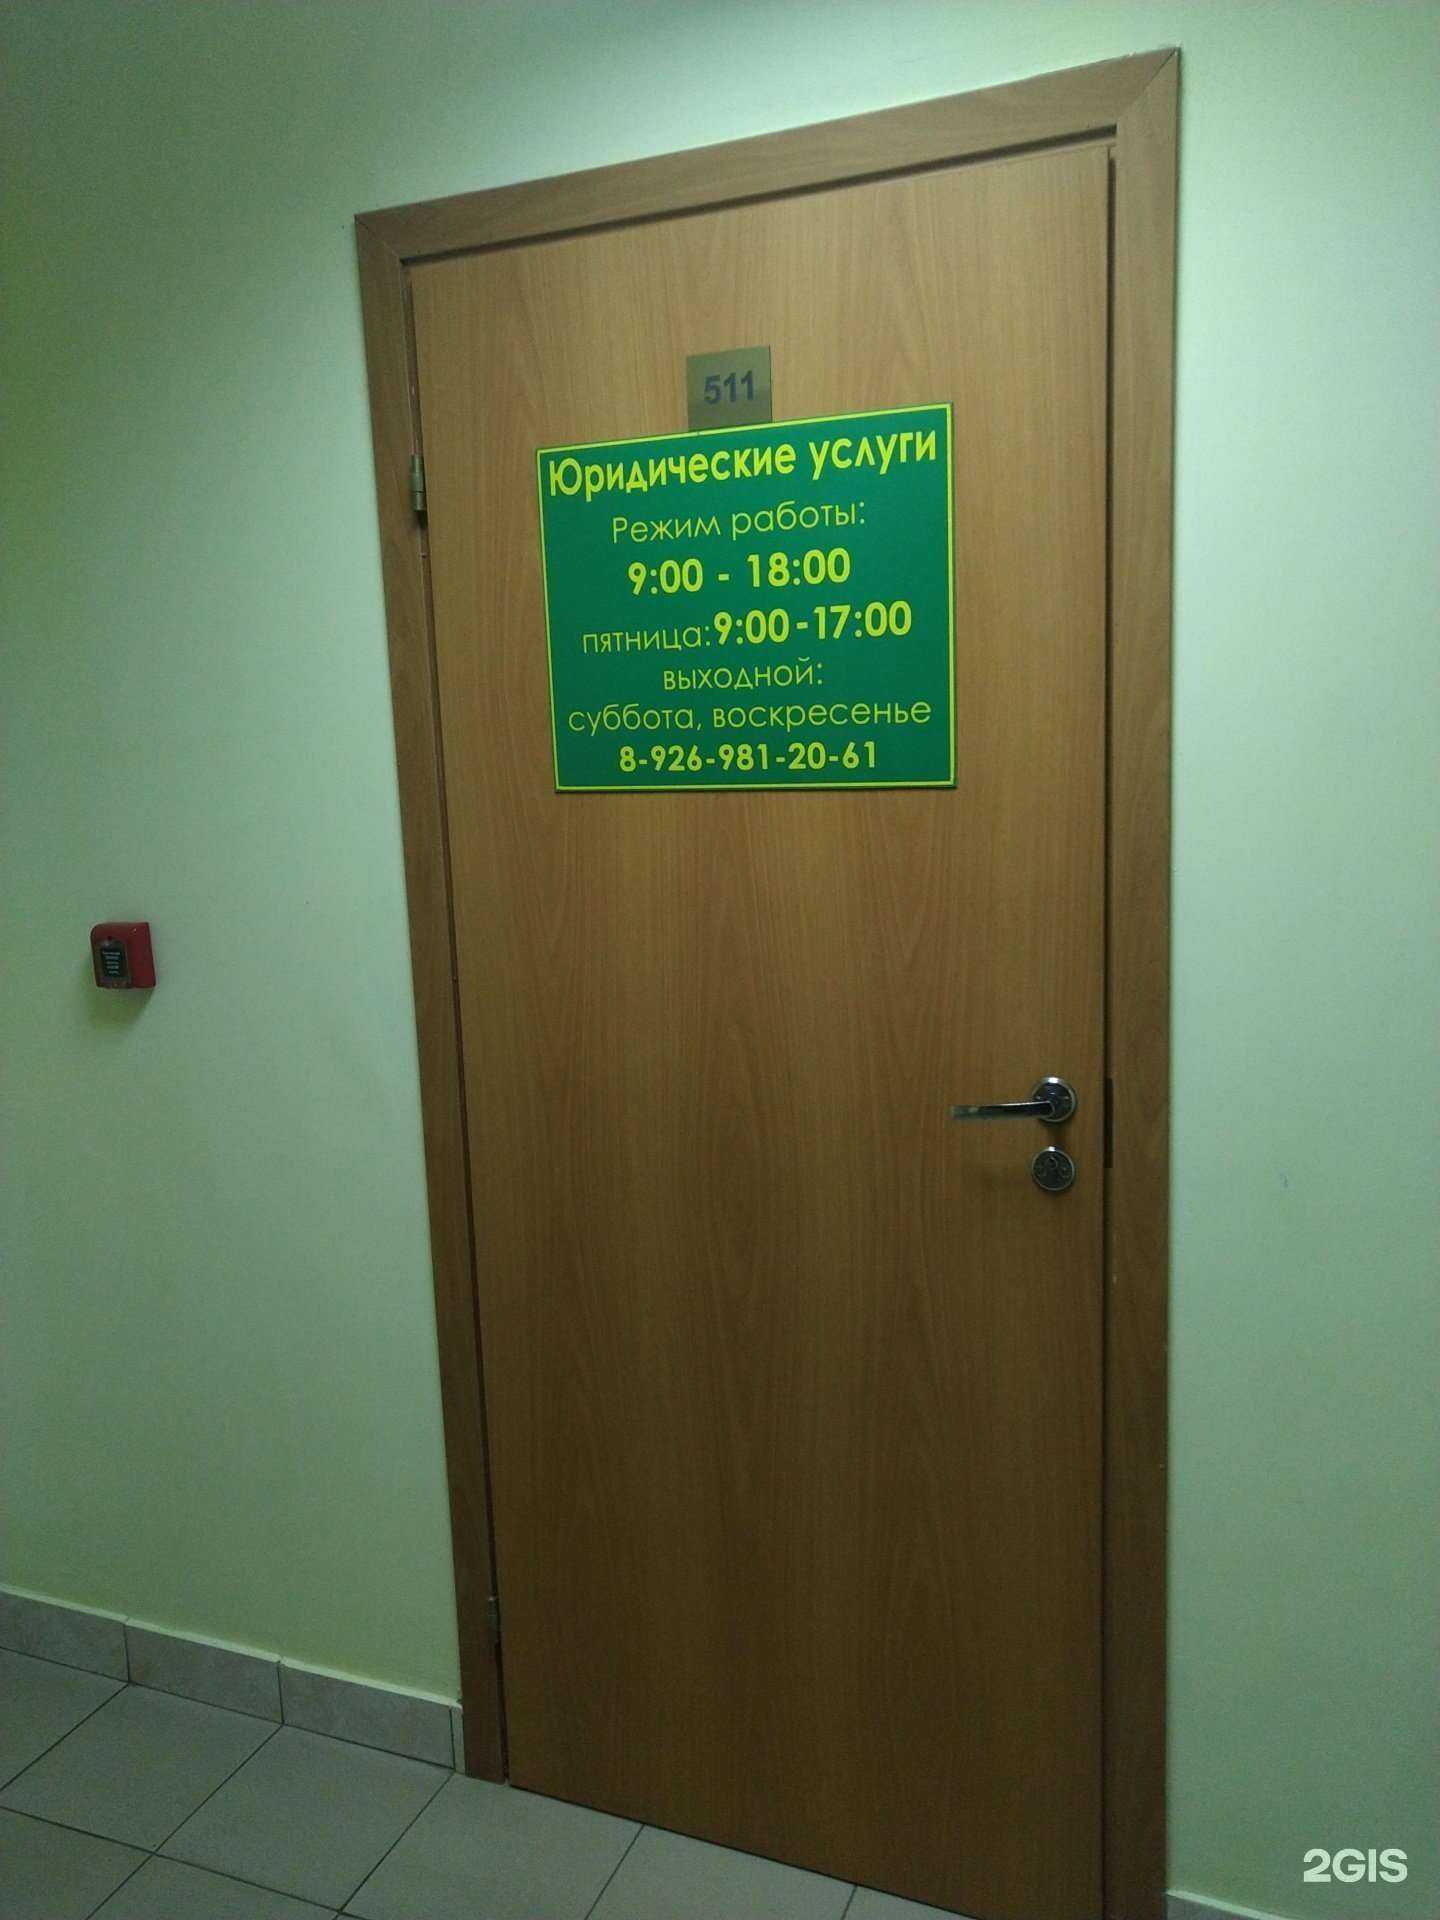 511
Юридические услуги
Режим работы:
9:00 - 18:00
пятница: 9:00 - 17:00
выходной:
суббота, воскресенье
8-926-981-20-61
2GIS